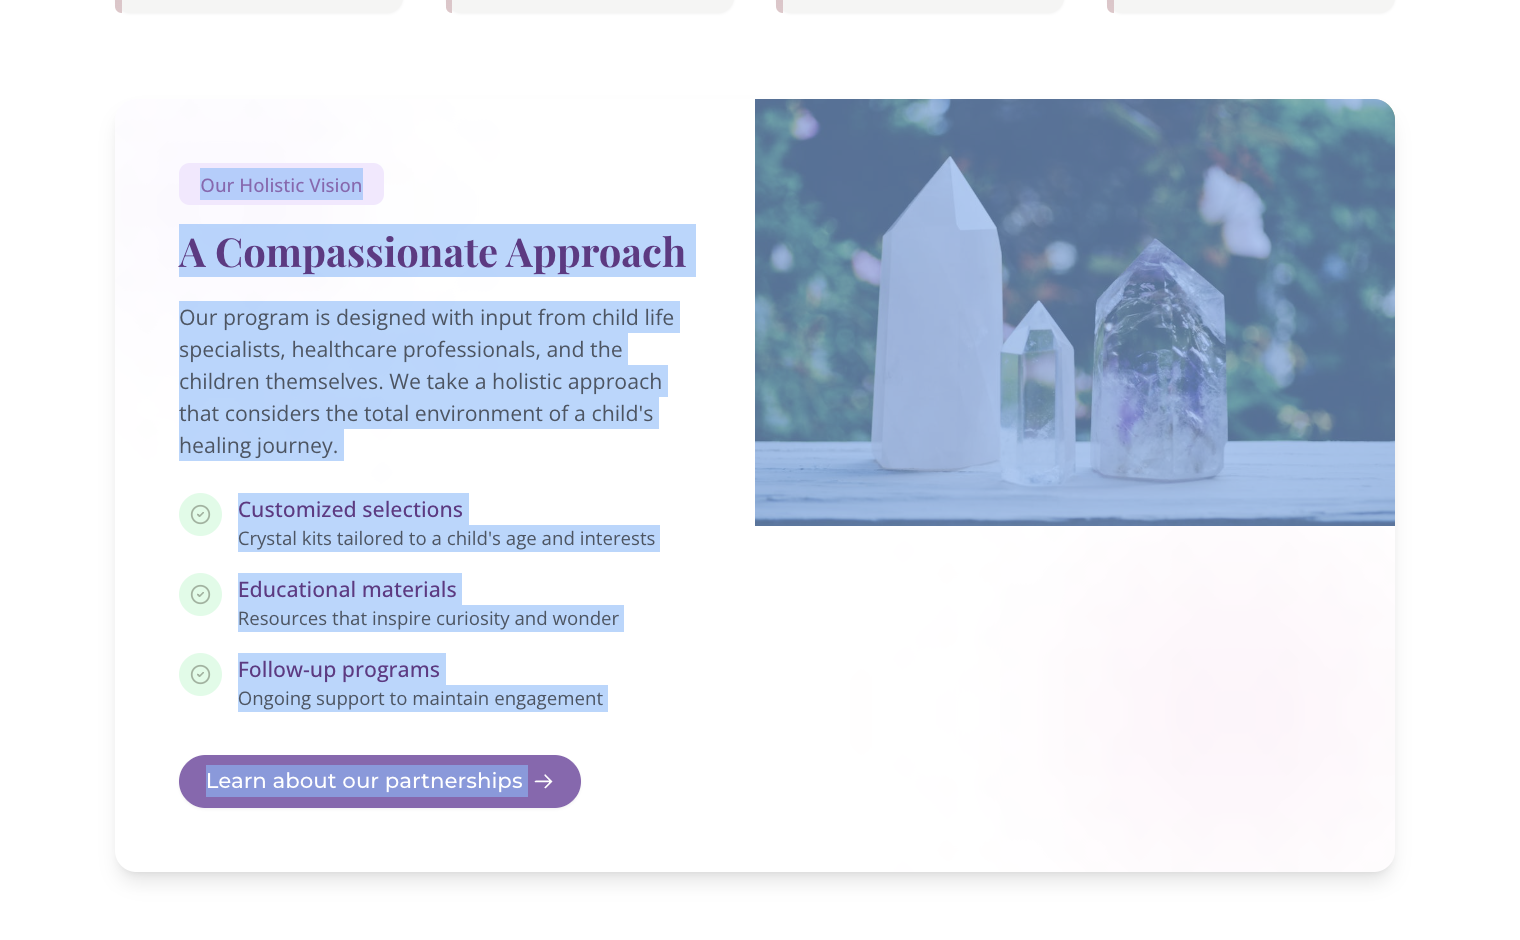 Our Holistic Vision
A Compassionate Approach
Our program is designed with input from child life
specialists, healthcare professionals, and the
children themselves. We take a holistic approach
that considers the total environment of a child's
healing journey.
Customized selections
Crystal kits tailored to a child's age and interests
Educational materials
Resources that inspire curiosity and wonder
Follow-up programs
Ongoing support to maintain engagement
Learn about our partnerships